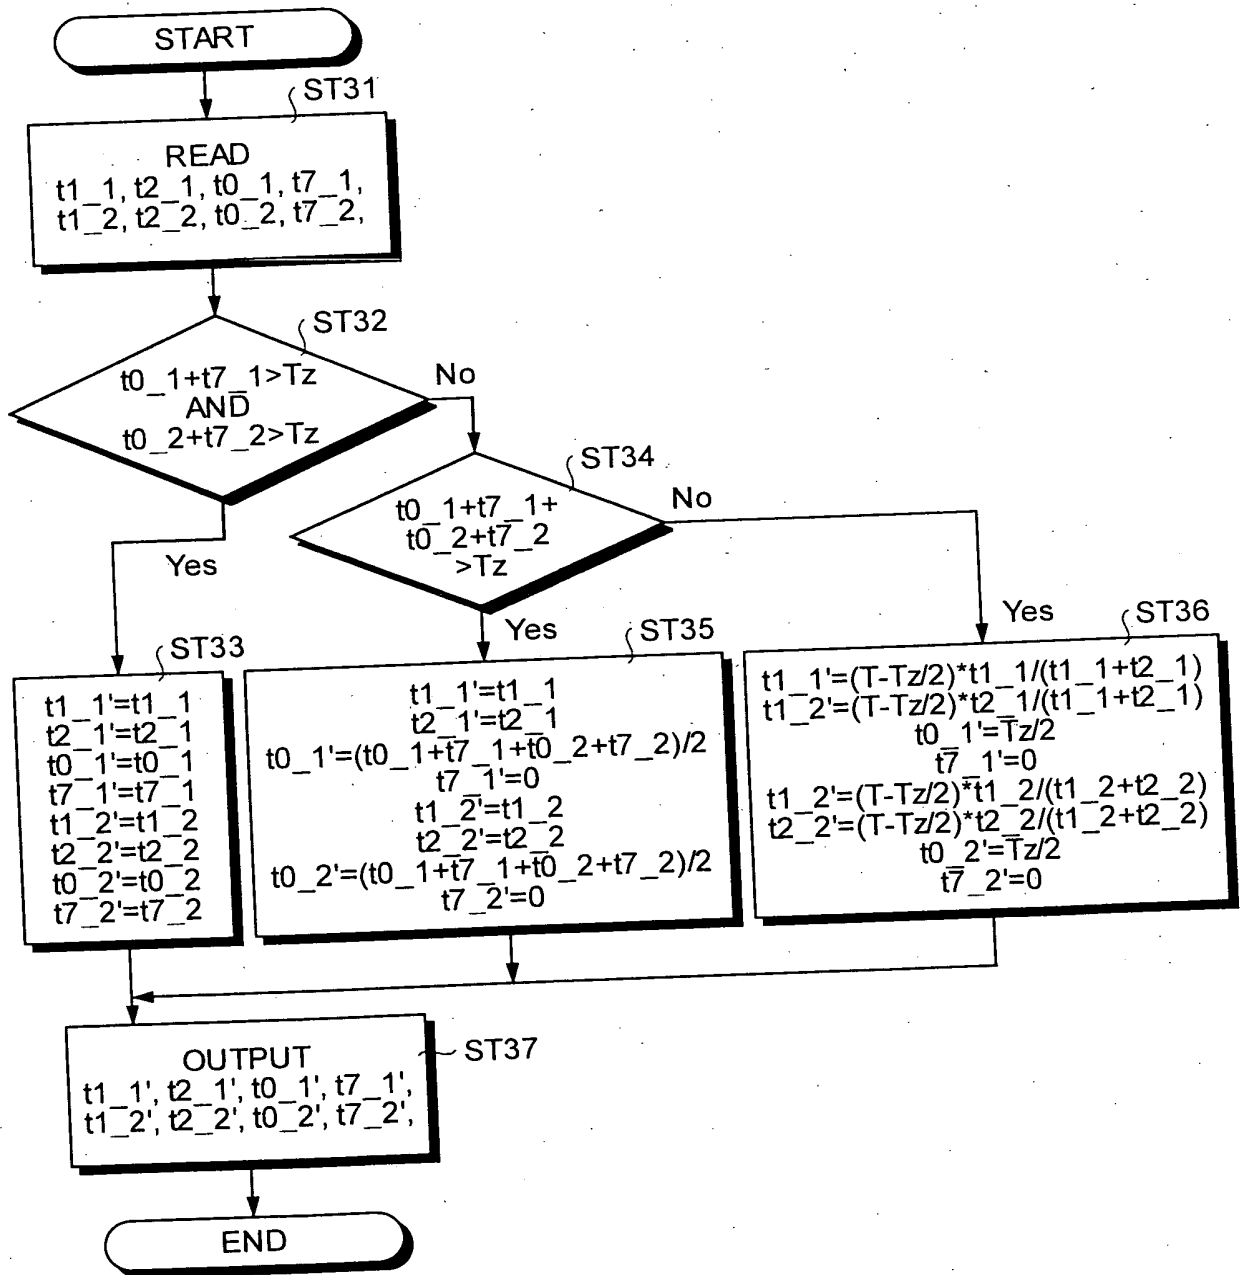 START
ST31
READ
t1_1, t2_1, t0_1, t7_1,
t1_2, t2_2, t0_2, t7_2,
ST32
t0_1+t7_1>Tz
AND
t0_2+t7_2>Tz
No
Yes
ST34
t0_1+t7_1+
t0_2+t7_2
>Tz
No
Yes
Yes
ST33
t1_1'=t1_1
t2_1'=t2_1
t0_1'=t0_1
t7_1'=t7_1
t1_2'=t1_2
t2_2'=t2_2
t0_2'=t0_2
t7_2'=t7_2
ST35
t1_1'=t1_1
t2_1'=t2_1
t0_1'=(t0_1+t7_1+t0_2+t7_2)/2
t7_1'=0
t1_2'=t1_2
t2_2'=t2_2
t0_2'=(t0_1+t7_1+t0_2+t7_2)/2
t7_2'=0
ST36
t1_1'=(T-Tz/2)*t1_1/(t1_1+t2_1)
t1_2'=(T-Tz/2)*t2_1/(t1_1+t2_1)
t0_1'=Tz/2
t7_1'=0
t1_2'=(T-Tz/2)*t1_2/(t1_2+t2_2)
t2_2'=(T-Tz/2)*t2_2/(t1_2+t2_2)
t0_2'=Tz/2
t7_2'=0
OUTPUT
t1_1', t2_1', t0_1', t7_1',
t1_2', t2_2', t0_2', t7_2',
ST37
END